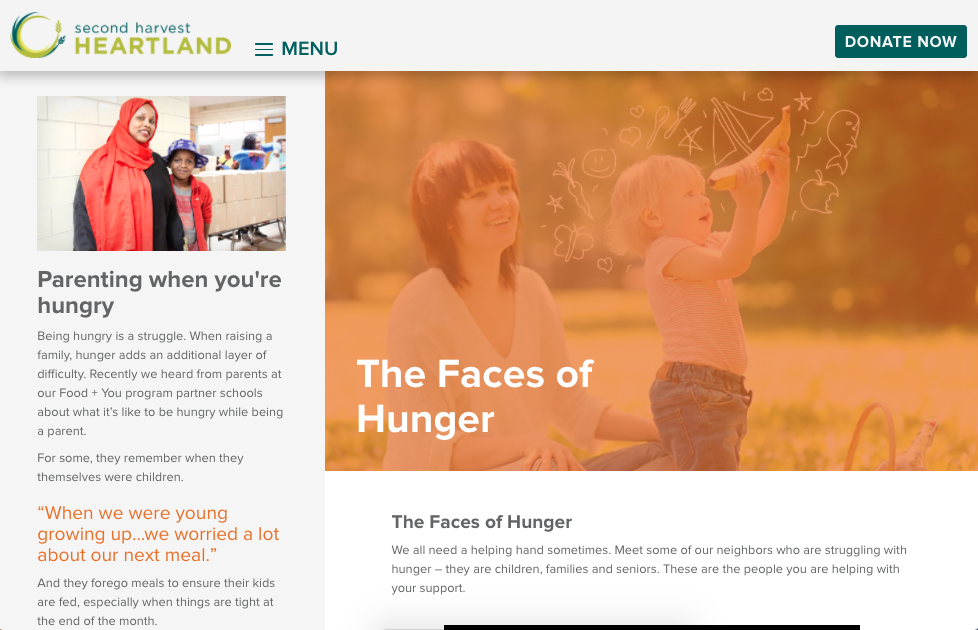 second harvest
HEARTLAND
MENU
DONATE NOW
Parenting when you're
hungry
Being hungry is a struggle. When raising a
family, hunger adds an additional layer of
difficulty. Recently we heard from parents at
our Food + You program partner schools
about what it’s like to be hungry while being
a parent.
For some, they remember when they
themselves were children.
“When we were young
growing up...we worried a lot
about our next meal.”
And they forego meals to ensure their kids
are fed, especially when things are tight at
the end of the month.
The Faces of
Hunger
The Faces of Hunger
We all need a helping hand sometimes. Meet some of our neighbors who are struggling with
hunger – they are children, families and seniors. These are the people you are helping with
your support.